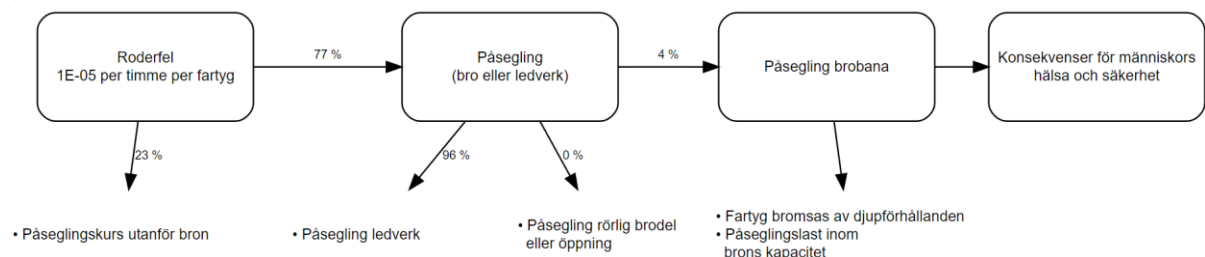 Roderfel
1E-05 per timme per fartyg
77 %
Påsegling
(bro eller ledverk)
4 %
Påsegling brobana
Konsekvenser för människors
hälsa och säkerhet
23 %
96 %
0 %
• Påseglingskurs utanför bron
• Påsegling ledverk
• Påsegling rörlig brodel
eller öppning
• Fartyg bromsas av djupförhållanden
• Påseglingslast inom
brons kapacitet